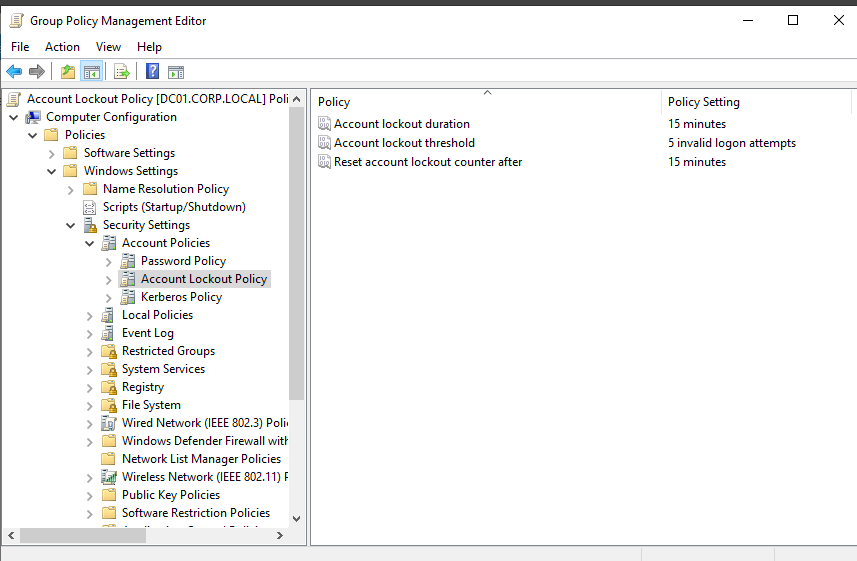 Group Policy Management Editor
File Action View Help
Account Lockout Policy [DC01.CORP.LOCAL] Poli
Computer Configuration
Policies
Software Settings
Windows Settings
Name Resolution Policy
Scripts (Startup/Shutdown)
Security Settings
Account Policies
Password Policy
Account Lockout Policy
Kerberos Policy
Local Policies
Event Log
Restricted Groups
System Services
Registry
File System
Wired Network (IEEE 802.3) Polic
Windows Defender Firewall with
Network List Manager Policies
Wireless Network (IEEE 802.11) P
Public Key Policies
Software Restriction Policies
Policy Policy Setting
Account lockout duration 15 minutes
Account lockout threshold 5 invalid logon attempts
Reset account lockout counter after 15 minutes